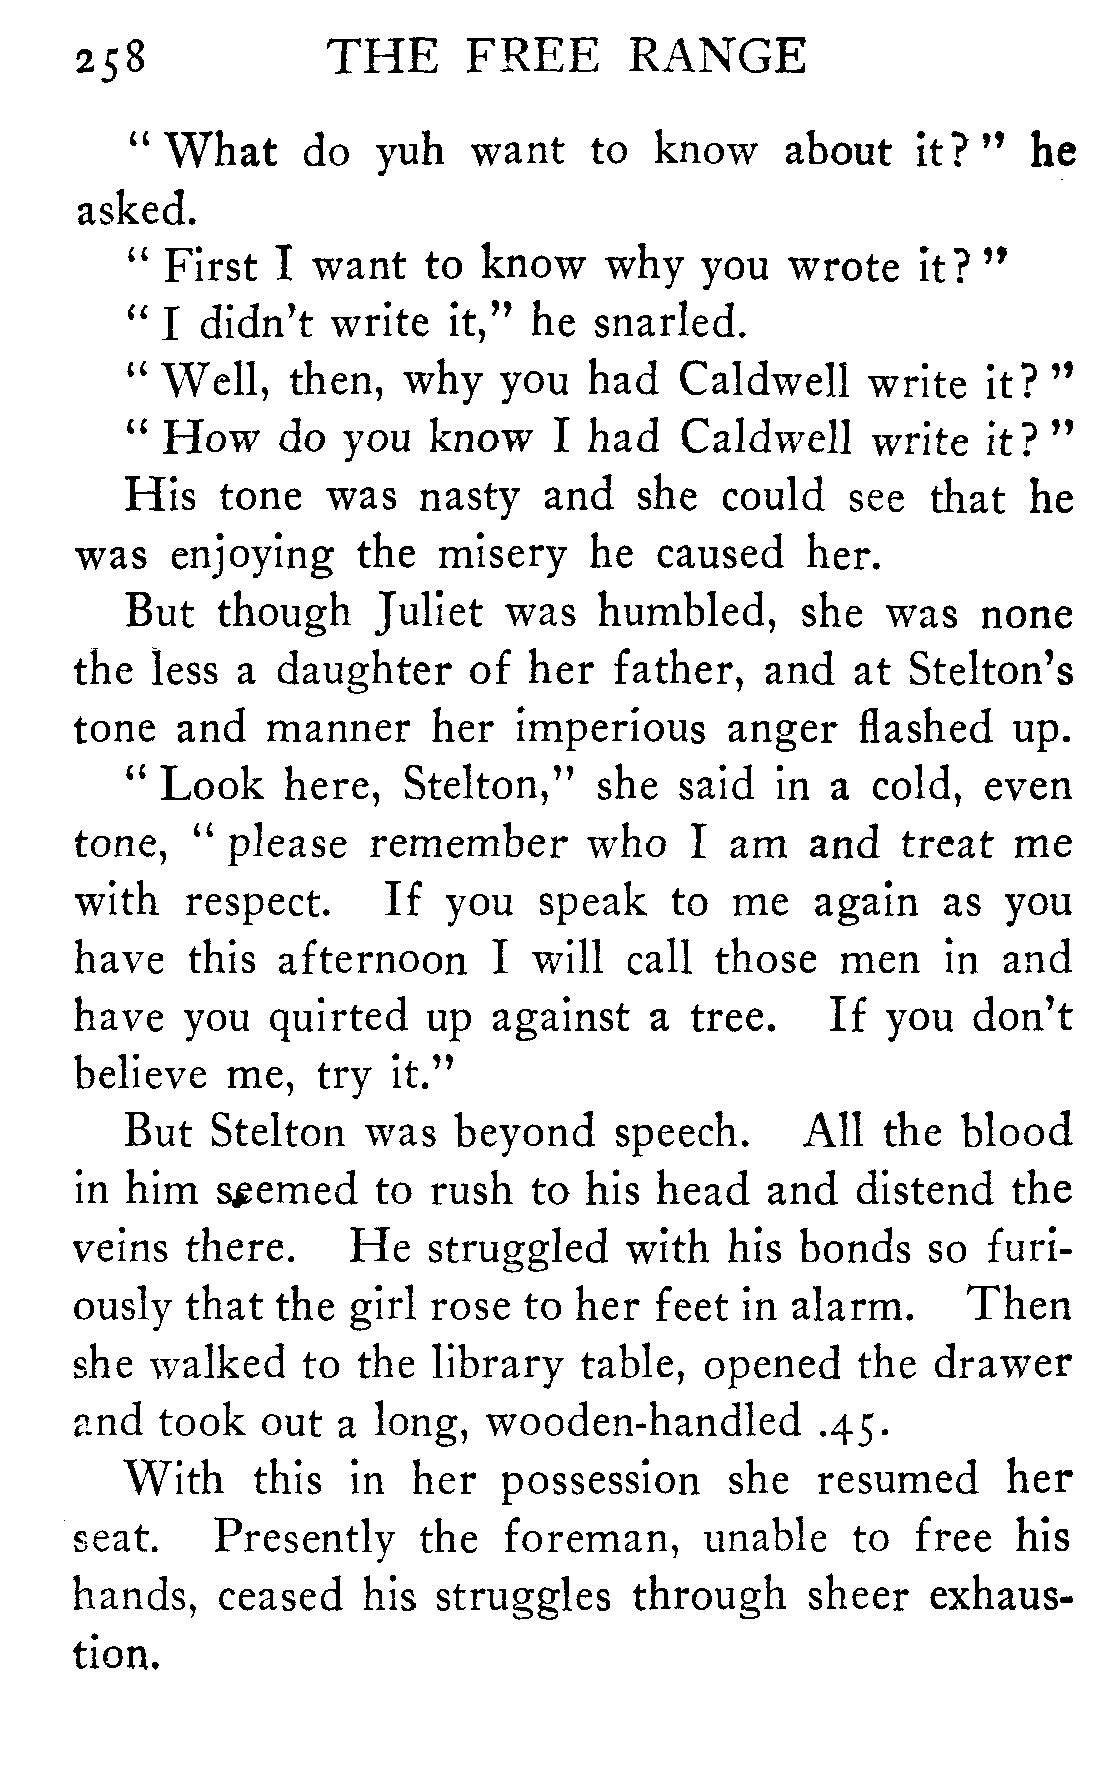 258 THE FREE RANGE
" What do yuh want to know about it? " he
asked.
" First I want to know why you wrote it? "
" I didn't write it," he snarled.
" Well, then, why you had Caldwell write it? "
" How do you know I had Caldwell write it? "
His tone was nasty and she could see that he
was enjoying the misery he caused her.
But though Juliet was humbled, she was none
the less a daughter of her father, and at Stelton's
tone and manner her imperious anger flashed up.
" Look here, Stelton," she said in a cold, even
tone, " please remember who I am and treat me
with respect. If you speak to me again as you
have this afternoon I will call those men in and
have you quirted up against a tree. If you don't
believe me, try it."
But Stelton was beyond speech. All the blood
in him seemed to rush to his head and distend the
veins there. He struggled with his bonds so furi-
ously that the girl rose to her feet in alarm. Then
she walked to the library table, opened the drawer
and took out a long, wooden-handled .45.
With this in her possession she resumed her
seat. Presently the foreman, unable to free his
hands, ceased his struggles through sheer exhaus-
tion.